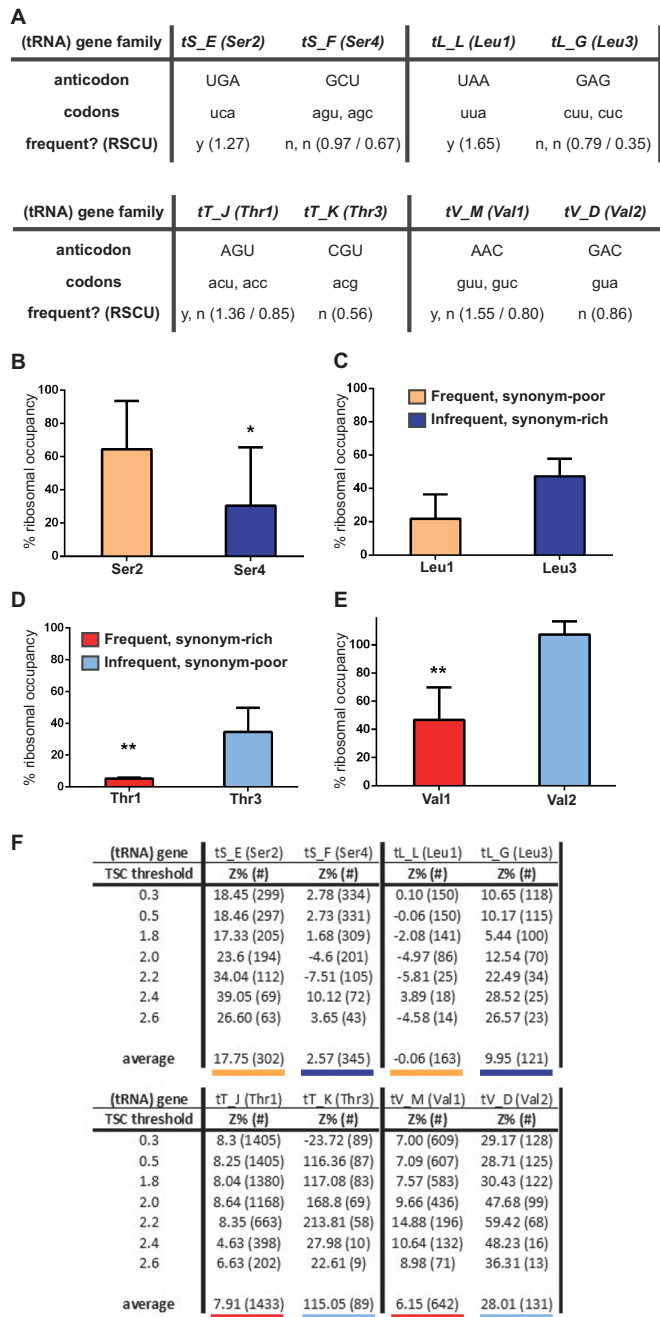 A
(tRNA) gene family tS_E (Ser2) tS_F (Ser4) tL_L (Leu1) tL_G (Leu3)
anticodon UGA GCU UAA GAG
codons uca agu, agc uua cuu, cuc
frequent? (RSCU) y (1.27) n, n (0.97 / 0.67) y (1.65) n, n (0.79 / 0.35)
(tRNA) gene family tT_J (Thr1) tT_K (Thr3) tV_M (Val1) tV_D (Val2)
anticodon AGU CGU AAC GAC
codons acu, acc acg guu, guc gua
frequent? (RSCU) y, n (1.36 / 0.85) n (0.56) y, n (1.55 / 0.80) n (0.86)
B
% ribosomal occupancy
100
80
60
40
20
0
*
Ser2 Ser4
C
Frequent, synonym-poor
Infrequent, synonym-rich
% ribosomal occupancy
100
80
60
40
20
0
Leu1 Leu3
D
Frequent, synonym-rich
Infrequent, synonym-poor
% ribosomal occupancy
100
80
60
40
20
0
**
Thr1 Thr3
E
% ribosomal occupancy
100
80
60
40
20
0
**
Val1 Val2
F
(tRNA) gene tS_E (Ser2) tS_F (Ser4) tL_L (Leu1) tL_G (Leu3)
TSC threshold Z% (#) Z% (#) Z% (#) Z% (#)
0.3 18.45 (299) 2.78 (334) 0.10 (150) 10.65 (118)
0.5 18.46 (297) 2.73 (331) -0.06 (150) 10.17 (115)
1.8 17.33 (205) 1.68 (309) -2.08 (141) 5.44 (100)
2.0 23.6 (194) -4.6 (201) -4.97 (86) 12.54 (70)
2.2 34.04 (112) -7.51 (105) -5.81 (25) 22.49 (34)
2.4 39.05 (69) 10.12 (72) 3.89 (18) 28.52 (25)
2.6 26.60 (63) 3.65 (43) -4.58 (14) 26.57 (23)
average 17.75 (302) 2.57 (345) -0.06 (163) 9.95 (121)
(tRNA) gene tT_J (Thr1) tT_K (Thr3) tV_M (Val1) tV_D (Val2)
TSC threshold Z% (#) Z% (#) Z% (#) Z% (#)
0.3 8.3 (1405) -23.72 (89) 7.00 (609) 29.17 (128)
0.5 8.25 (1405) 116.36 (87) 7.09 (607) 28.71 (125)
1.8 8.04 (1380) 117.08 (83) 7.57 (583) 30.43 (122)
2.0 8.64 (1168) 168.8 (69) 9.66 (436) 47.68 (99)
2.2 8.35 (663) 213.81 (58) 14.88 (196) 59.42 (68)
2.4 4.63 (398) 27.98 (10) 10.64 (132) 48.23 (16)
2.6 6.63 (202) 22.61 (9) 8.98 (71) 36.31 (13)
average 7.91 (1433) 115.05 (89) 6.15 (642) 28.01 (131)